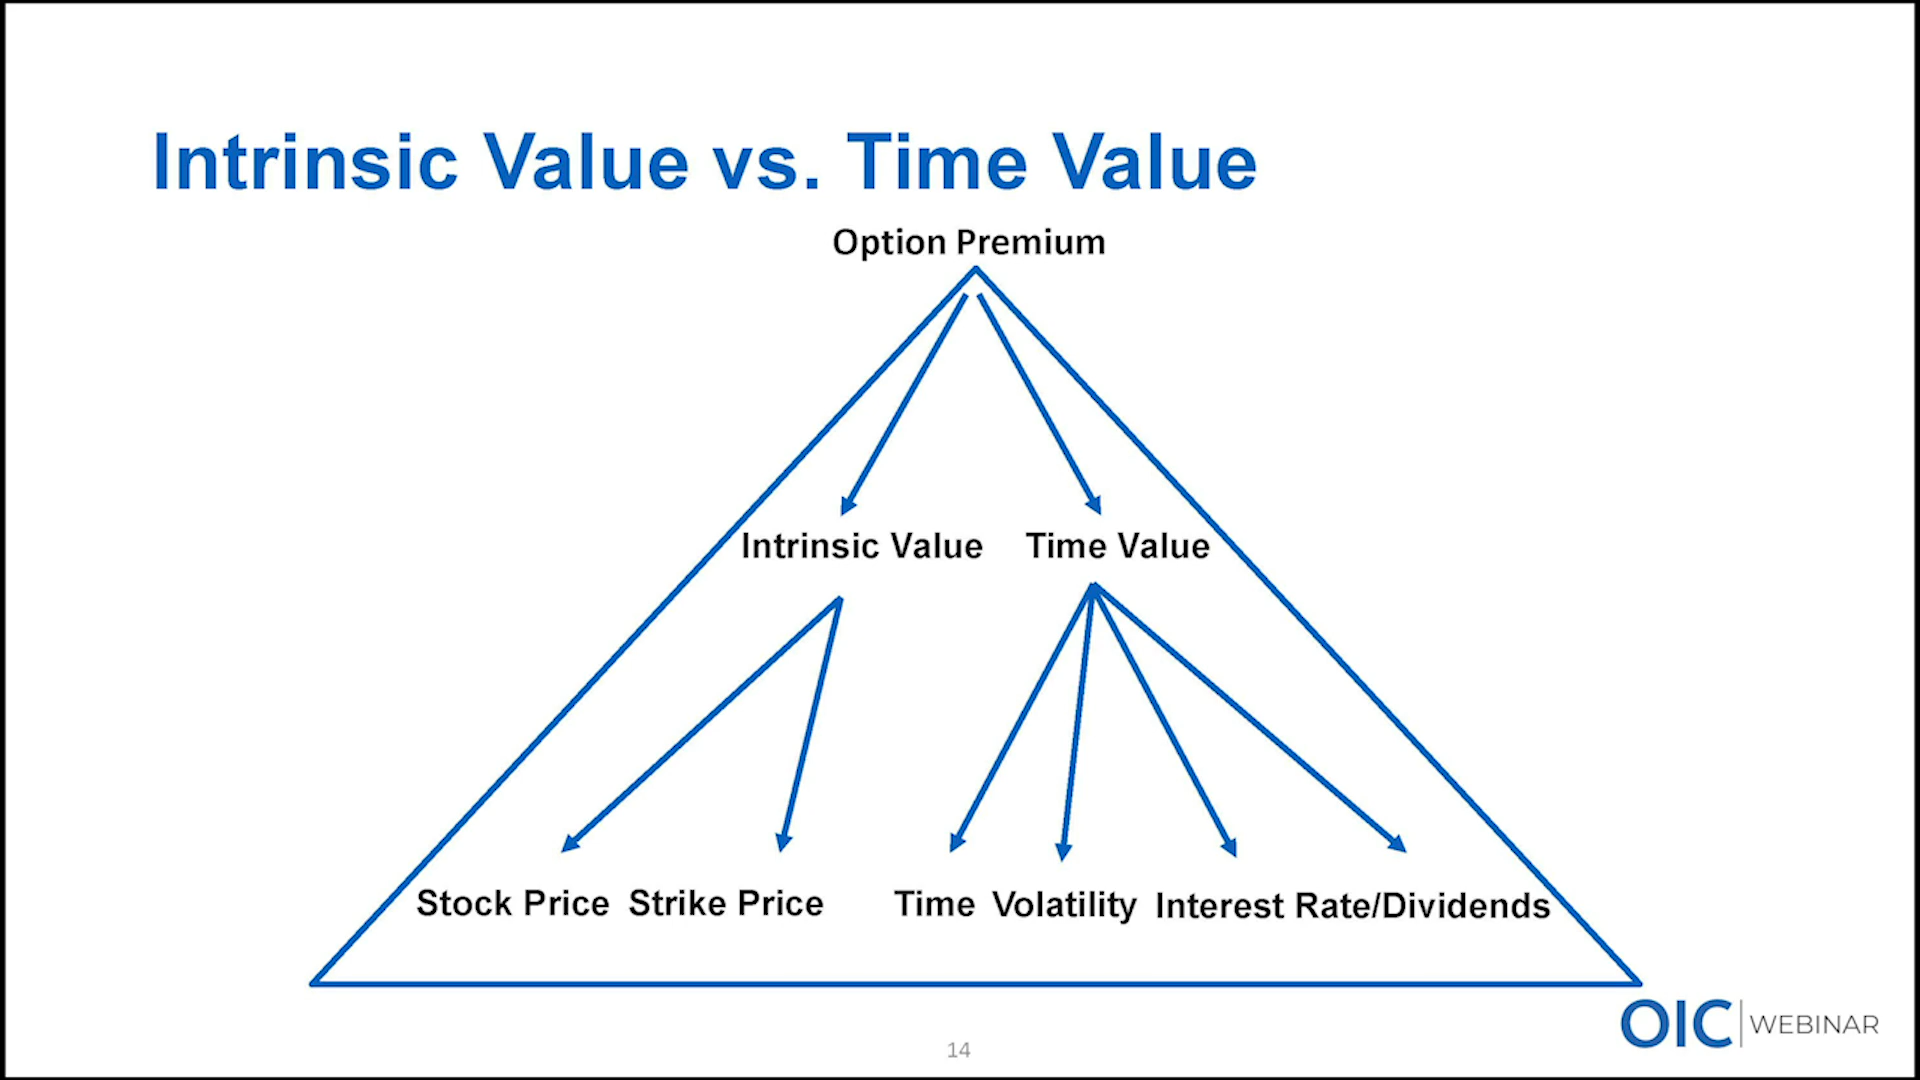 Intrinsic Value vs. Time Value
Option Premium
Intrinsic Value Time Value
Stock Price Strike Price Time Volatility Interest Rate/Dividends
OIC WEBINAR
14